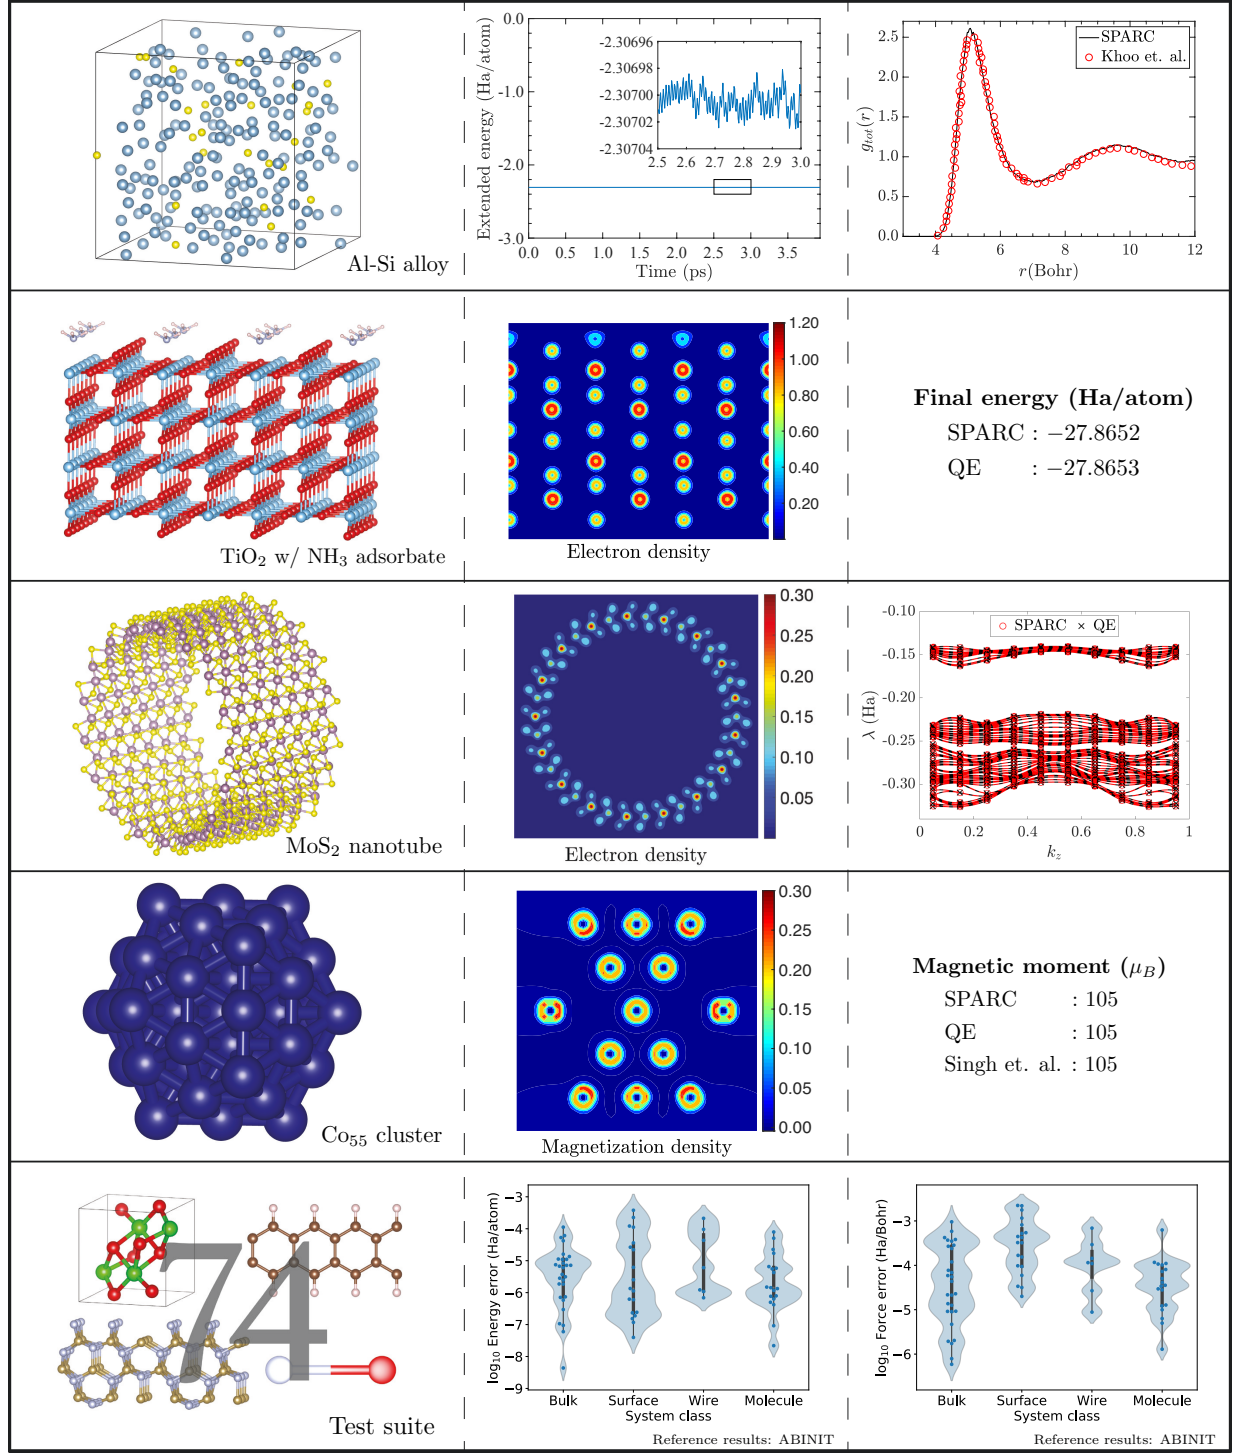 0.0
-1.0
-2.0
-3.0
Extended energy (Ha/atom)
-2.30696
-2.30698
-2.30700
-2.30702
-2.30704
2.5 2.6 2.7 2.8 2.9 3.0
0.0 0.5 1.0 1.5 2.0 2.5 3.0 3.5
Time (ps)
2.5
2.0
1.5
1.0
0.5
0.0
g_tot(r)
SPARC
Khoo et. al.
4 6 8 10 12
r(Bohr)
Al-Si alloy
TiO₂ w/ NH₃ adsorbate
1.20
1.00
0.80
0.60
0.40
0.20
Electron density
Final energy (Ha/atom)
SPARC : −27.8652
QE : −27.8653
MoS₂ nanotube
0.30
0.25
0.20
0.15
0.10
0.05
Electron density
-0.10
-0.15
-0.20
-0.25
-0.30
λ (Ha)
SPARC × QE
0 0.2 0.4 0.6 0.8 1
k_z
Co₅₅ cluster
0.30
0.25
0.20
0.15
0.10
0.05
0.00
Magnetization density
Magnetic moment (μ_B)
SPARC : 105
QE : 105
Singh et. al. : 105
74
Test suite
log₁₀ Energy error (Ha/atom)
−3
−4
−5
−6
−7
−8
−9
Bulk Surface Wire Molecule
System class
Reference results: ABINIT
log₁₀ Force error (Ha/Bohr)
−3
−4
−5
−6
Bulk Surface Wire Molecule
System class
Reference results: ABINIT